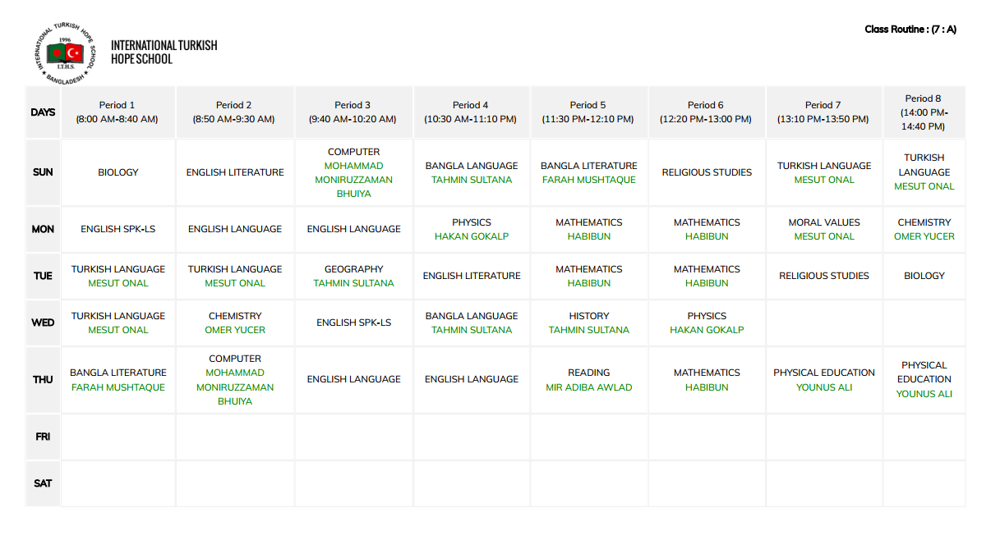 INTERNATIONAL TURKISH HOPE SCHOOL
1996
I.T.H.S.
★ BANGLADESH ★
INTERNATIONAL TURKISH
HOPE SCHOOL
Class Routine : (7 : A)
DAYS
Period 1
(8:00 AM-8:40 AM)
Period 2
(8:50 AM-9:30 AM)
Period 3
(9:40 AM-10:20 AM)
Period 4
(10:30 AM-11:10 PM)
Period 5
(11:30 PM-12:10 PM)
Period 6
(12:20 PM-13:00 PM)
Period 7
(13:10 PM-13:50 PM)
Period 8
(14:00 PM-
14:40 PM)
SUN
BIOLOGY
ENGLISH LITERATURE
COMPUTER
MOHAMMAD
MONIRUZZAMAN
BHUIYA
BANGLA LANGUAGE
TAHMIN SULTANA
BANGLA LITERATURE
FARAH MUSHTAQUE
RELIGIOUS STUDIES
TURKISH LANGUAGE
MESUT ONAL
TURKISH
LANGUAGE
MESUT ONAL
MON
ENGLISH SPK-LS
ENGLISH LANGUAGE
ENGLISH LANGUAGE
PHYSICS
HAKAN GOKALP
MATHEMATICS
HABIBUN
MATHEMATICS
HABIBUN
MORAL VALUES
MESUT ONAL
CHEMISTRY
OMER YUCER
TUE
TURKISH LANGUAGE
MESUT ONAL
TURKISH LANGUAGE
MESUT ONAL
GEOGRAPHY
TAHMIN SULTANA
ENGLISH LITERATURE
MATHEMATICS
HABIBUN
MATHEMATICS
HABIBUN
RELIGIOUS STUDIES
BIOLOGY
WED
TURKISH LANGUAGE
MESUT ONAL
CHEMISTRY
OMER YUCER
ENGLISH SPK-LS
BANGLA LANGUAGE
TAHMIN SULTANA
HISTORY
TAHMIN SULTANA
PHYSICS
HAKAN GOKALP
THU
BANGLA LITERATURE
FARAH MUSHTAQUE
COMPUTER
MOHAMMAD
MONIRUZZAMAN
BHUIYA
ENGLISH LANGUAGE
ENGLISH LANGUAGE
READING
MIR ADIBA AWLAD
MATHEMATICS
HABIBUN
PHYSICAL EDUCATION
YOUNUS ALI
PHYSICAL
EDUCATION
YOUNUS ALI
FRI
SAT